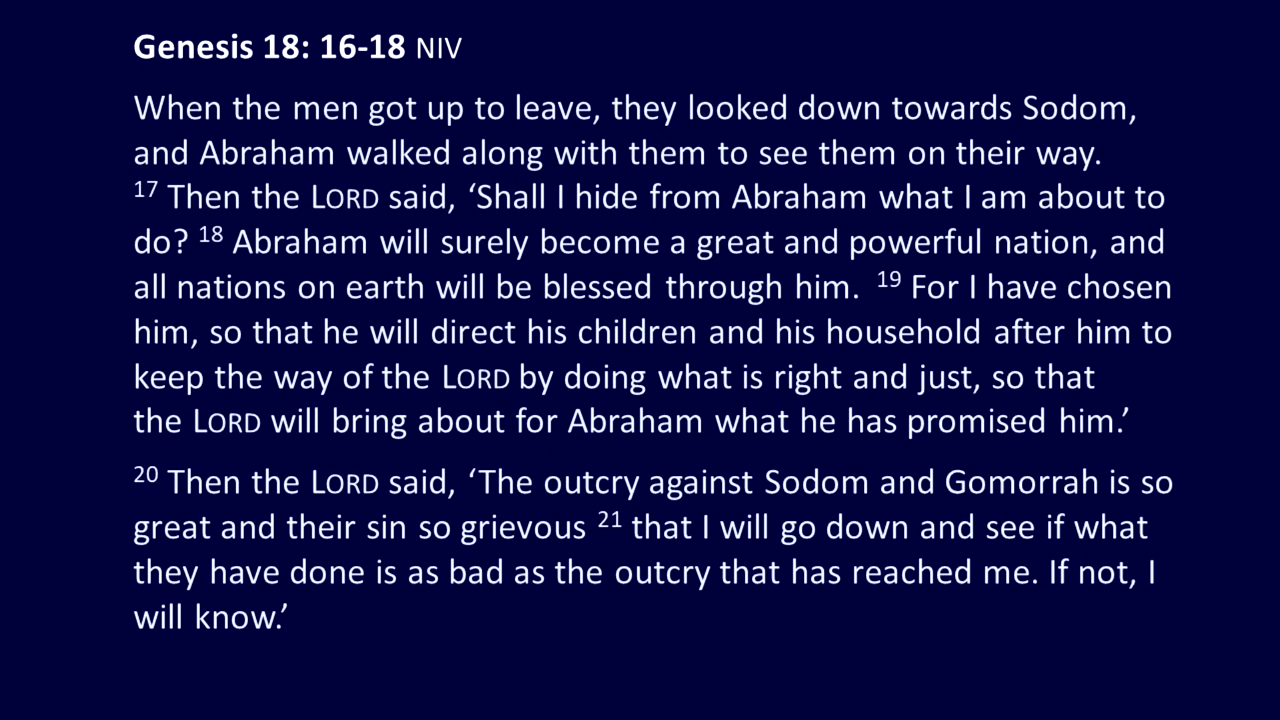 Genesis 18: 16-18 NIV
When the men got up to leave, they looked down towards Sodom,
and Abraham walked along with them to see them on their way.
17 Then the LORD said, ‘Shall I hide from Abraham what I am about to
do? 18 Abraham will surely become a great and powerful nation, and
all nations on earth will be blessed through him. 19 For I have chosen
him, so that he will direct his children and his household after him to
keep the way of the LORD by doing what is right and just, so that
the LORD will bring about for Abraham what he has promised him.’
20 Then the LORD said, ‘The outcry against Sodom and Gomorrah is so
great and their sin so grievous 21 that I will go down and see if what
they have done is as bad as the outcry that has reached me. If not, I
will know.’